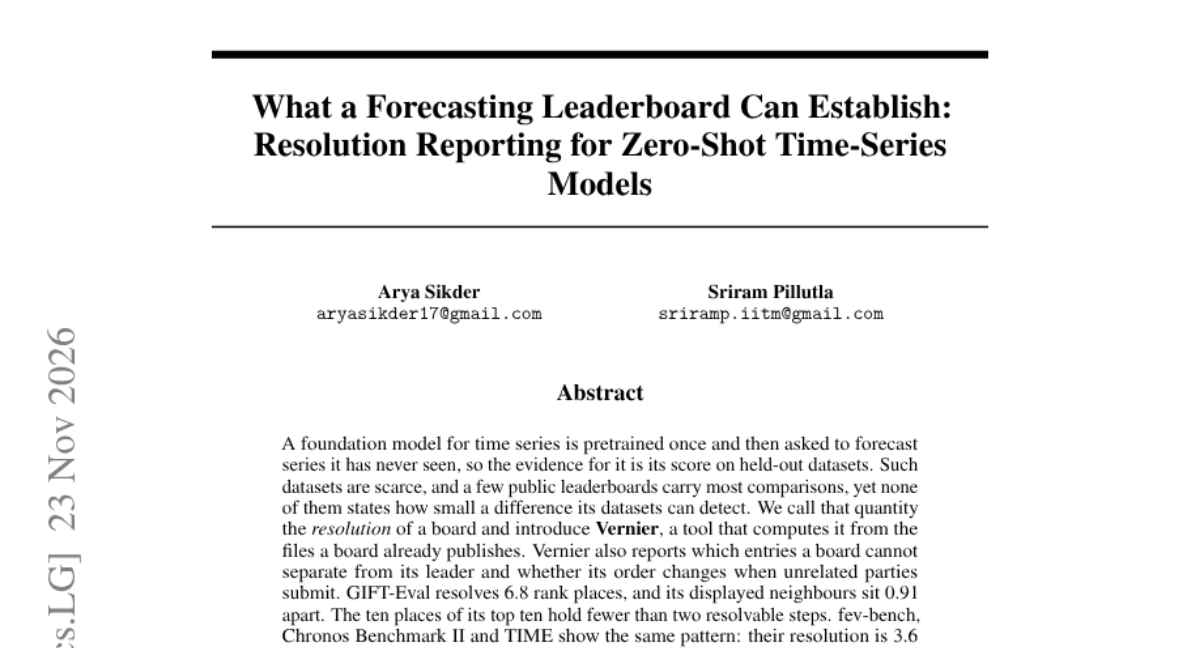 What a Forecasting Leaderboard Can Establish:
Resolution Reporting for Zero-Shot Time-Series
Models
Arya Sikder
aryasikder17@gmail.com
Sriram Pillutla
sriramp.iitm@gmail.com
cs.LG] 23 Nov 2026
Abstract
A foundation model for time series is pretrained once and then asked to forecast
series it has never seen, so the evidence for it is its score on held-out datasets. Such
datasets are scarce, and a few public leaderboards carry most comparisons, yet none
of them states how small a difference its datasets can detect. We call that quantity
the resolution of a board and introduce Vernier, a tool that computes it from the
files a board already publishes. Vernier also reports which entries a board cannot
separate from its leader and whether its order changes when unrelated parties
submit. GIFT-Eval resolves 6.8 rank places, and its displayed neighbours sit 0.91
apart. The ten places of its top ten hold fewer than two resolvable steps. fev-bench,
Chronos Benchmark II and TIME show the same pattern: their resolution is 3.6